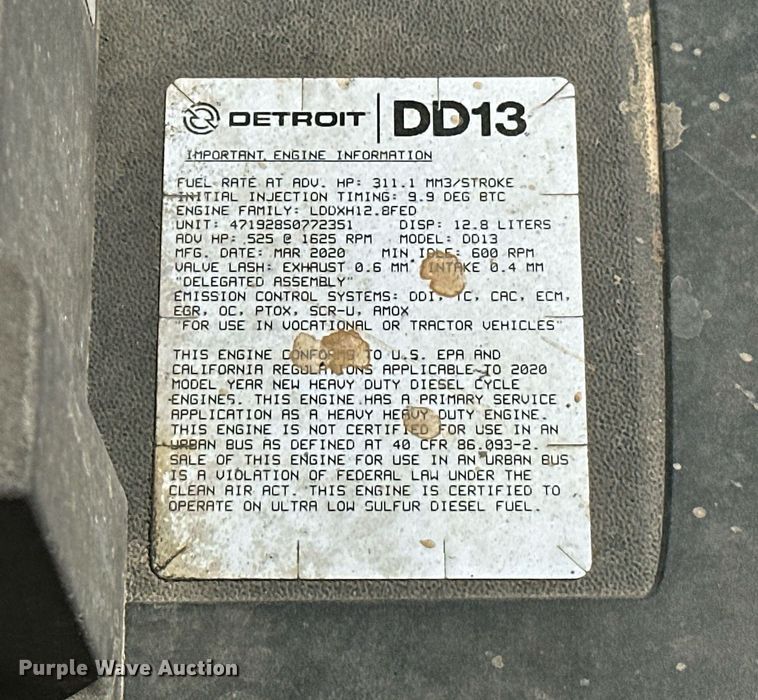 DETROIT | DD13
IMPORTANT ENGINE INFORMATION
FUEL RATE AT ADV. HP: 311.1 MM3/STROKE
INITIAL INJECTION TIMING: 9.9 DEG BTC
ENGINE FAMILY: LDDXH12.8FED
UNIT: 471928S0772351 DISP: 12.8 LITERS
ADV HP: 525 @ 1625 RPM MODEL: DD13
MFG. DATE: MAR 2020 MIN IDLE: 600 RPM
VALVE LASH: EXHAUST 0.6 MM INTAKE 0.4 MM
"DELEGATED ASSEMBLY"
EMISSION CONTROL SYSTEMS: DDI, TC, CAC, ECM,
EGR, OC, PTOX, SCR-U, AMOX
"FOR USE IN VOCATIONAL OR TRACTOR VEHICLES"
THIS ENGINE CONFORMS TO U.S. EPA AND
CALIFORNIA REGULATIONS APPLICABLE TO 2020
MODEL YEAR NEW HEAVY DUTY DIESEL CYCLE
ENGINES. THIS ENGINE HAS A PRIMARY SERVICE
APPLICATION AS A HEAVY HEAVY DUTY ENGINE.
THIS ENGINE IS NOT CERTIFIED FOR USE IN AN
URBAN BUS AS DEFINED AT 40 CFR 86.093-2.
SALE OF THIS ENGINE FOR USE IN AN URBAN BUS
IS A VIOLATION OF FEDERAL LAW UNDER THE
CLEAN AIR ACT. THIS ENGINE IS CERTIFIED TO
OPERATE ON ULTRA LOW SULFUR DIESEL FUEL.
Purple Wave Auction